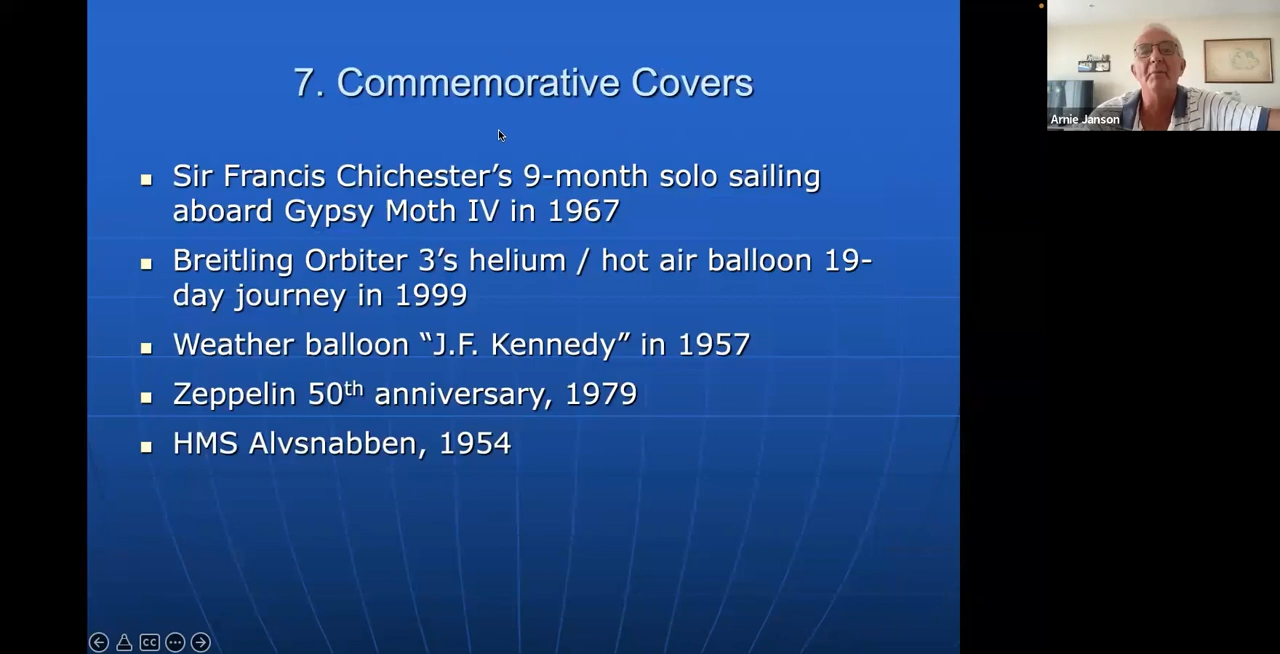 7. Commemorative Covers
Sir Francis Chichester’s 9-month solo sailing
aboard Gypsy Moth IV in 1967
Breitling Orbiter 3’s helium / hot air balloon 19-
day journey in 1999
Weather balloon “J.F. Kennedy” in 1957
Zeppelin 50th anniversary, 1979
HMS Alvsnabben, 1954
Arnie Janson
CC